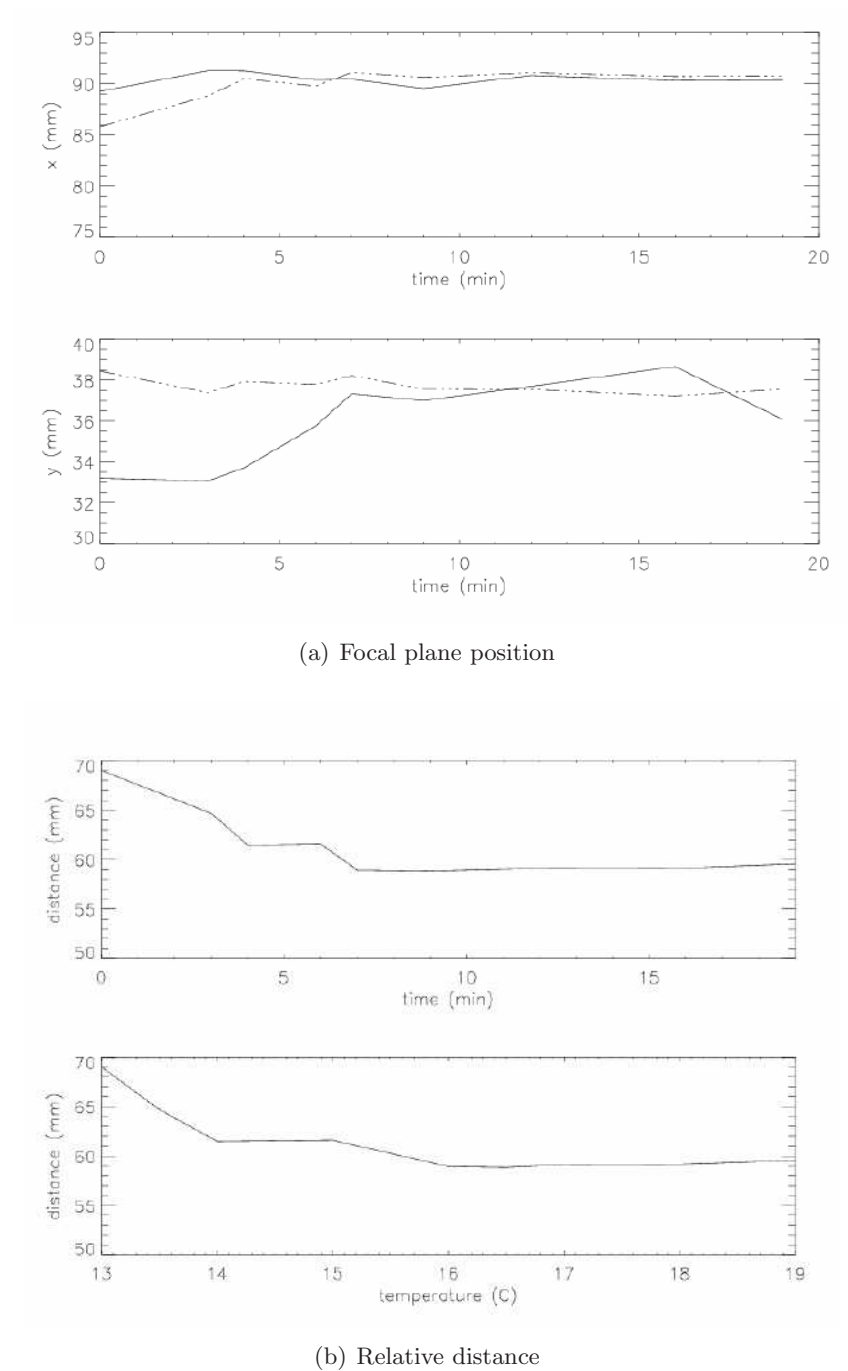 95
90
85
80
75
x (mm)
0 5 10 15 20
time (min)
40
38
36
34
32
30
y (mm)
0 5 10 15 20
time (min)
(a) Focal plane position
70
65
60
55
50
distance (mm)
0 5 10 15
time (min)
70
65
60
55
50
distance (mm)
13 14 15 16 17 18 19
temperature (C)
(b) Relative distance